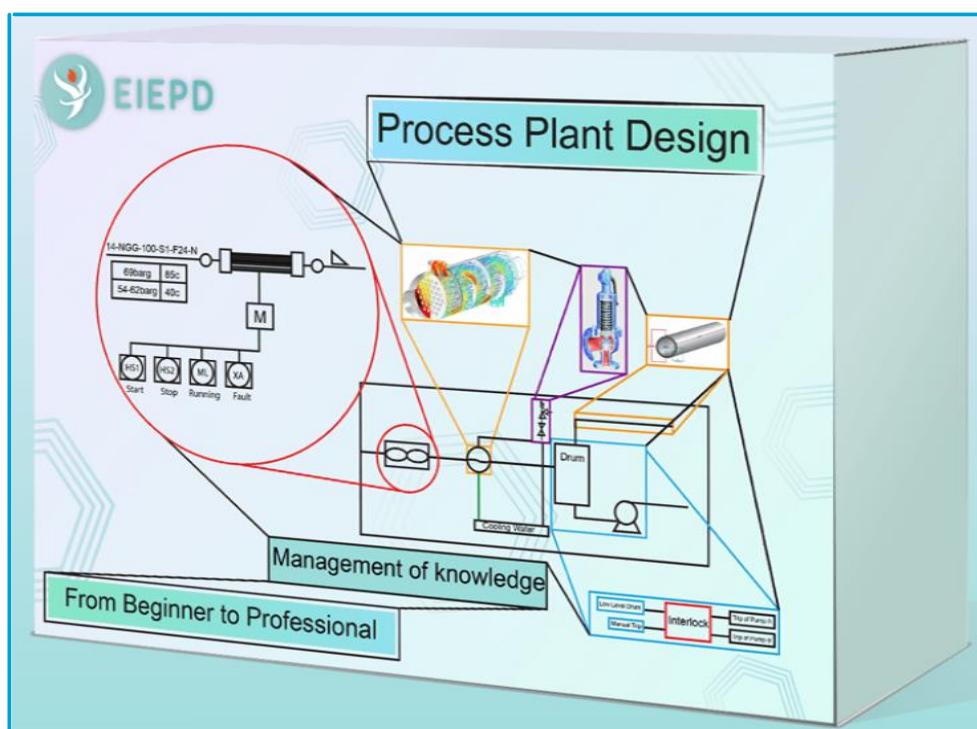 EIEPD
Process Plant Design
14-NGG-100-S1-F24-N
69barg 85c
54-62barg 40c
M
HS1 HS2 ML XA
Start Stop Running Fault
Drum
Cooling Water
Management of knowledge
From Beginner to Professional
Low Level Drum
Manual Trip
Interlock
Trip of Pump A
Trip of Pump B